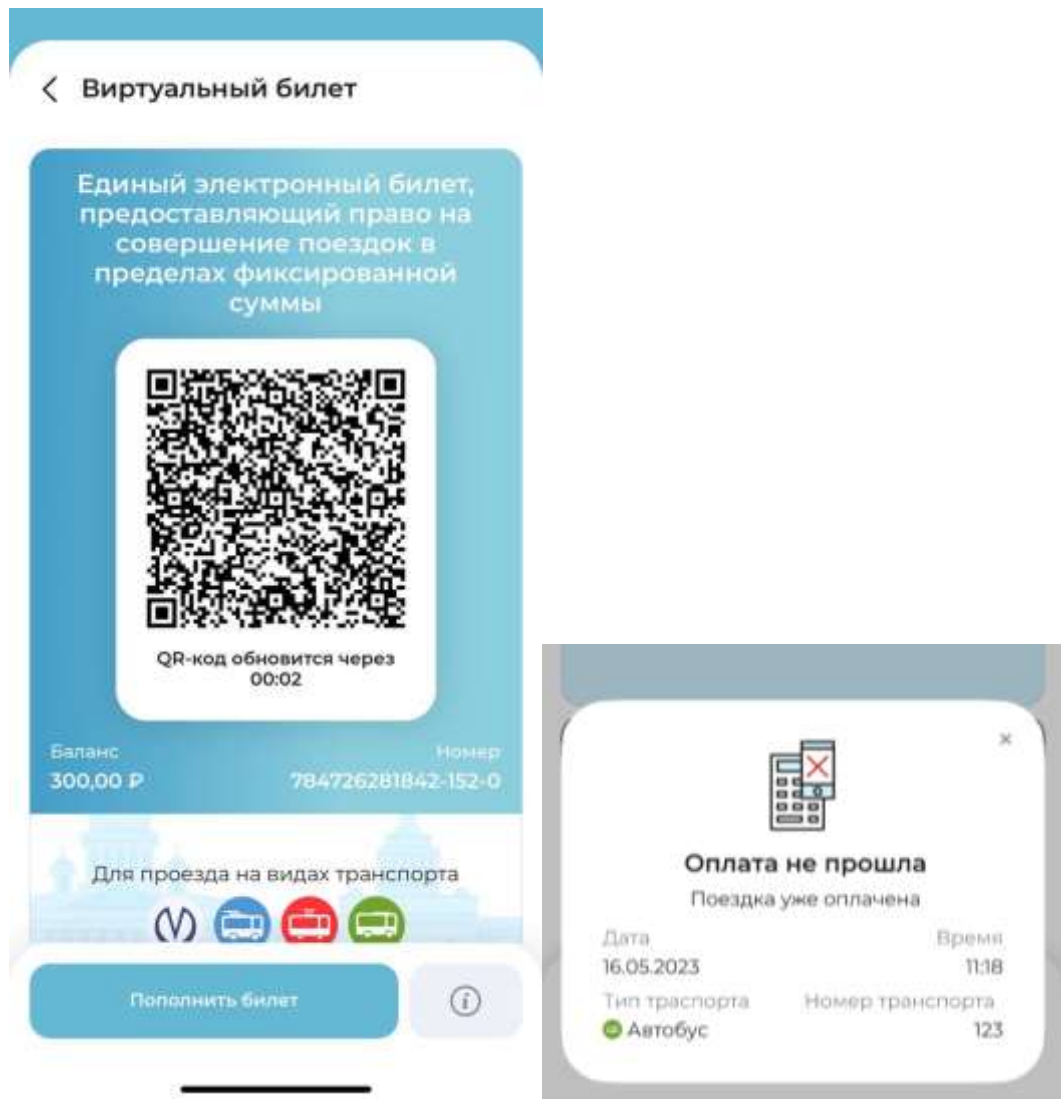 Виртуальный билет
Единый электронный билет,
предоставляющий право на
совершение поездок в
пределах фиксированной
суммы
QR-код обновится через
00:02
Баланс
Номер
300,00 ₽
784726281842-152-0
Для проезда на видах транспорта
Пополнить билет
Оплата не прошла
Поездка уже оплачена
Дата
Время
16.05.2023
11:18
Тип траспорта
Номер транспорта
Автобус
123